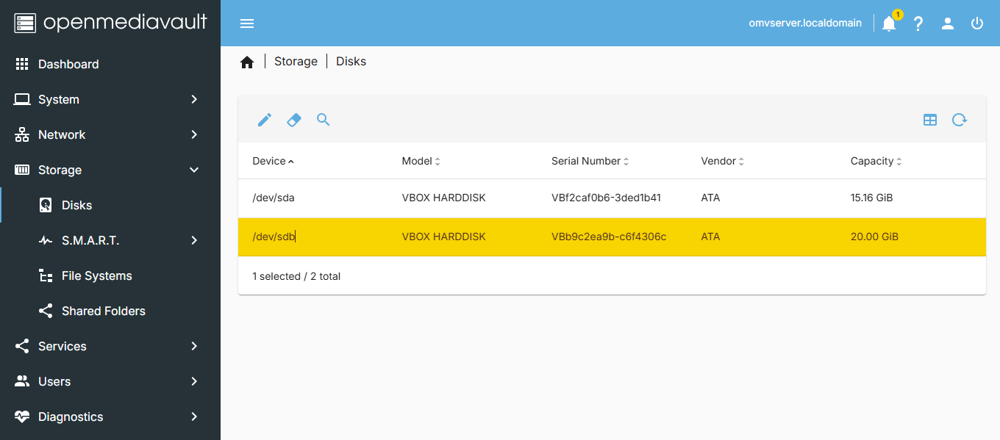 openmediavault
omvserver.localdomain 1 ?
Dashboard
System
Network
Storage
Disks
S.M.A.R.T.
File Systems
Shared Folders
Services
Users
Diagnostics
Storage | Disks
Device Model Serial Number Vendor Capacity
/dev/sda VBOX HARDDISK VBf2caf0b6-3ded1b41 ATA 15.16 GiB
/dev/sdb VBOX HARDDISK VBb9c2ea9b-c6f4306c ATA 20.00 GiB
1 selected / 2 total